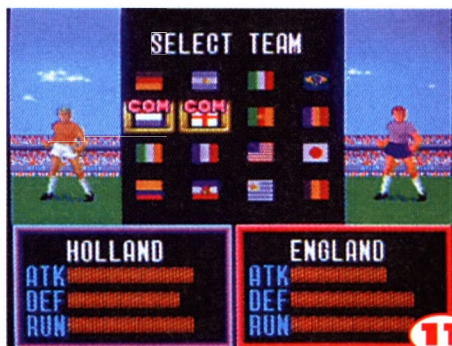 SELECT TEAM
COM COM
HOLLAND
ATK
DEF
RUN
ENGLAND
ATK
DEF
RUN
11